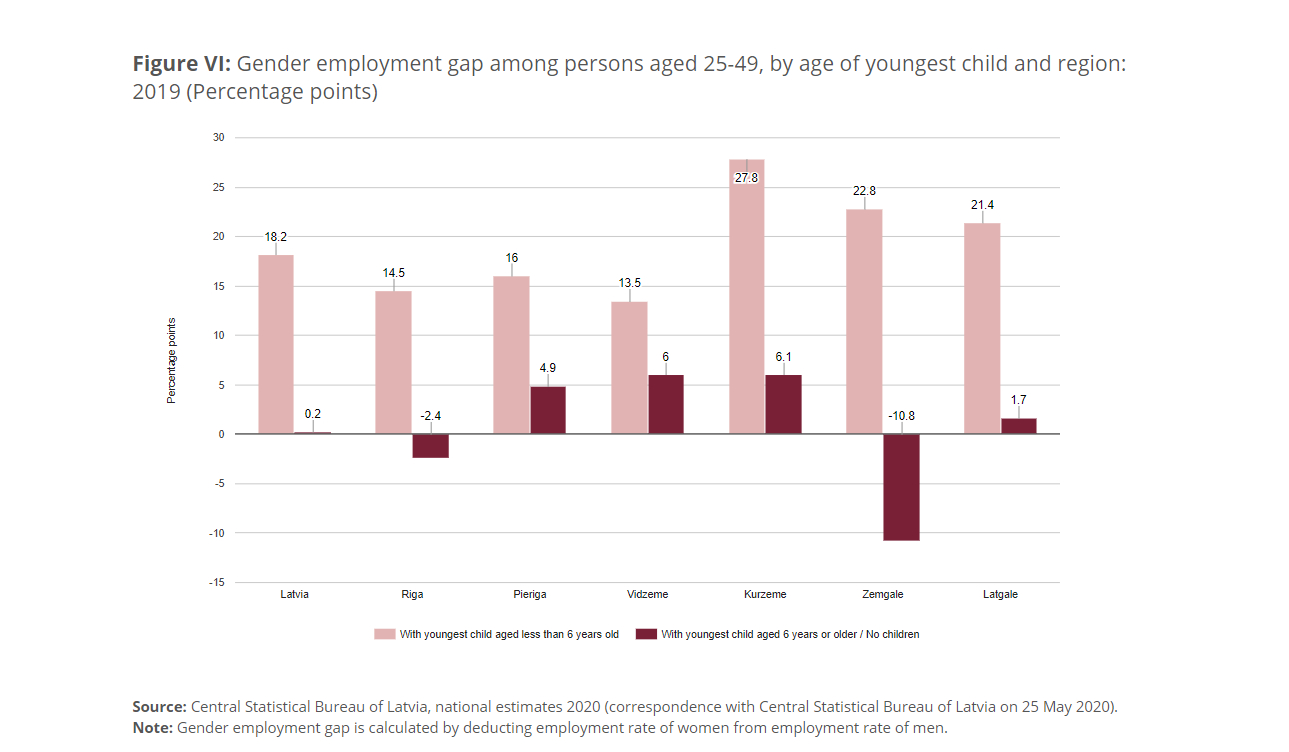 Figure VI: Gender employment gap among persons aged 25-49, by age of youngest child and region:
2019 (Percentage points)
30
25
20
15
10
5
0
-5
-10
-15
Percentage points
18.2
0.2
14.5
-2.4
16
4.9
13.5
6
27.8
6.1
22.8
-10.8
21.4
1.7
Latvia
Riga
Pieriga
Vidzeme
Kurzeme
Zemgale
Latgale
With youngest child aged less than 6 years old
With youngest child aged 6 years or older / No children
Source: Central Statistical Bureau of Latvia, national estimates 2020 (correspondence with Central Statistical Bureau of Latvia on 25 May 2020).
Note: Gender employment gap is calculated by deducting employment rate of women from employment rate of men.